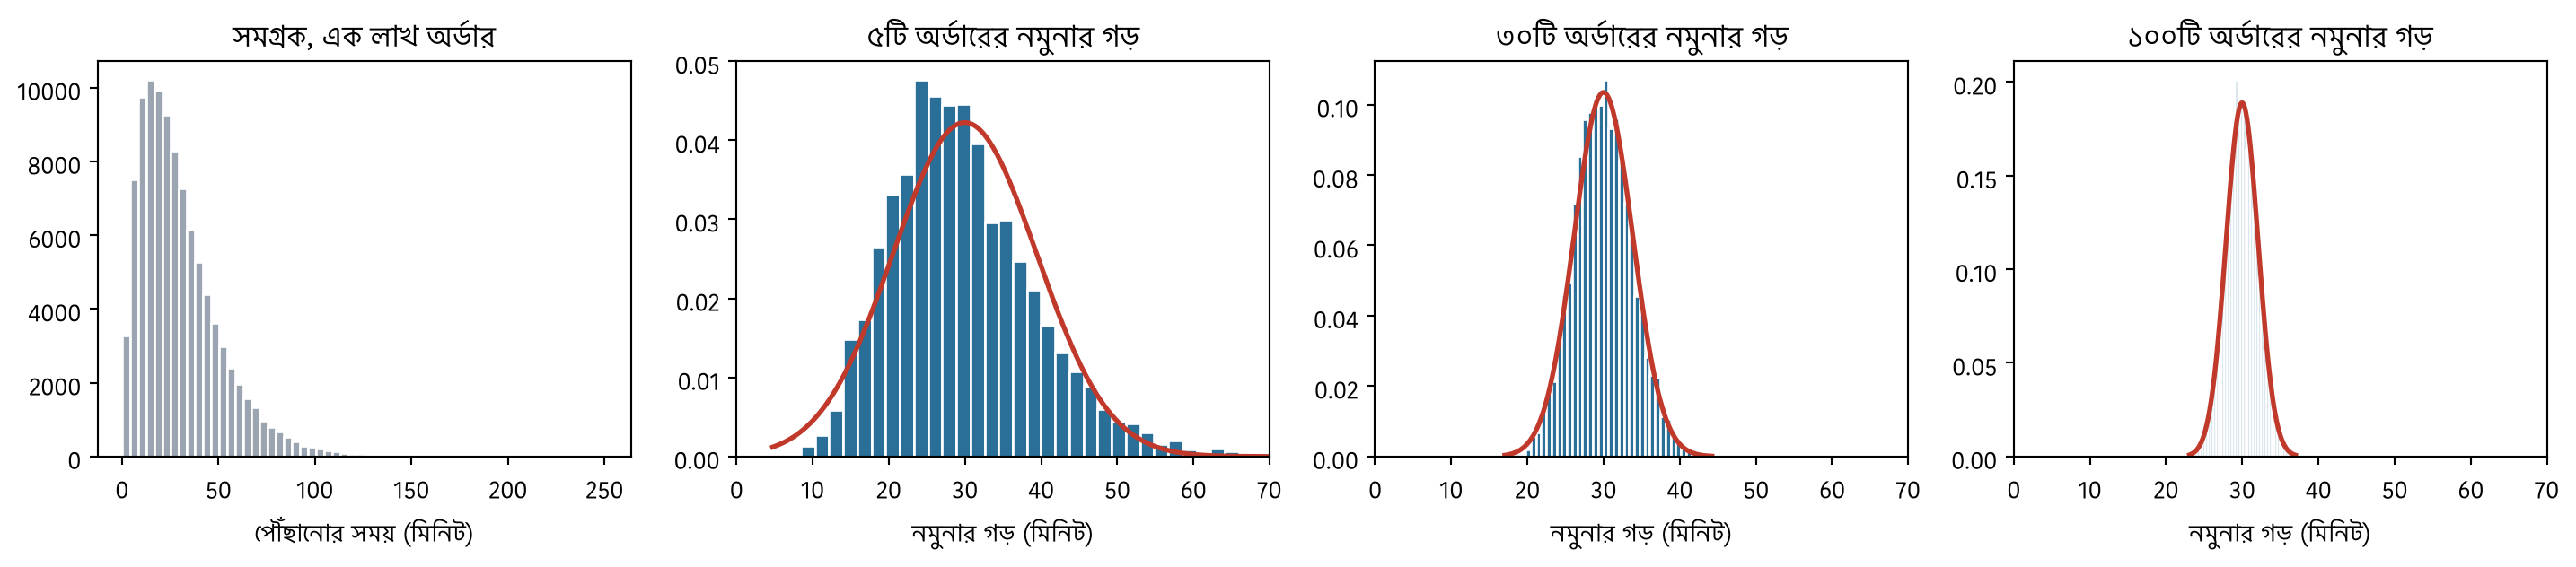 সমগ্রক, এক লাখ অর্ডার
10000
8000
6000
4000
2000
0
0 50 100 150 200 250
পৌঁছানোর সময় (মিনিট)
৫টি অর্ডারের নমুনার গড়
0.05
0.04
0.03
0.02
0.01
0.00
0 10 20 30 40 50 60 70
নমুনার গড় (মিনিট)
৩০টি অর্ডারের নমুনার গড়
0.10
0.08
0.06
0.04
0.02
0.00
0 10 20 30 40 50 60 70
নমুনার গড় (মিনিট)
১০০টি অর্ডারের নমুনার গড়
0.20
0.15
0.10
0.05
0.00
0 10 20 30 40 50 60 70
নমুনার গড় (মিনিট)